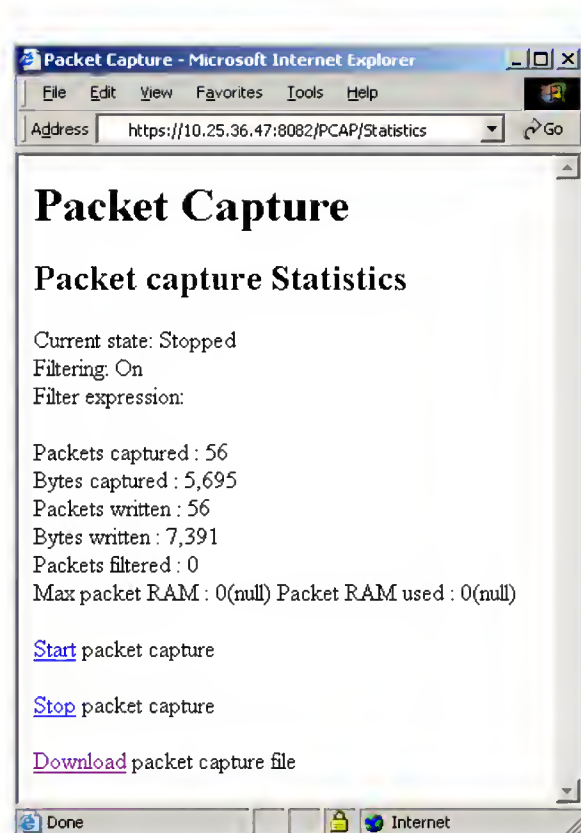 Packet Capture - Microsoft Internet Explorer
File Edit View Favorites Tools Help
Address https://10.25.36.47:8082/PCAP/Statistics Go
Packet Capture
Packet capture Statistics
Current state: Stopped
Filtering: On
Filter expression:
Packets captured : 56
Bytes captured : 5,695
Packets written : 56
Bytes written : 7,391
Packets filtered : 0
Max packet RAM : 0(null) Packet RAM used : 0(null)
Start packet capture
Stop packet capture
Download packet capture file
Done Internet